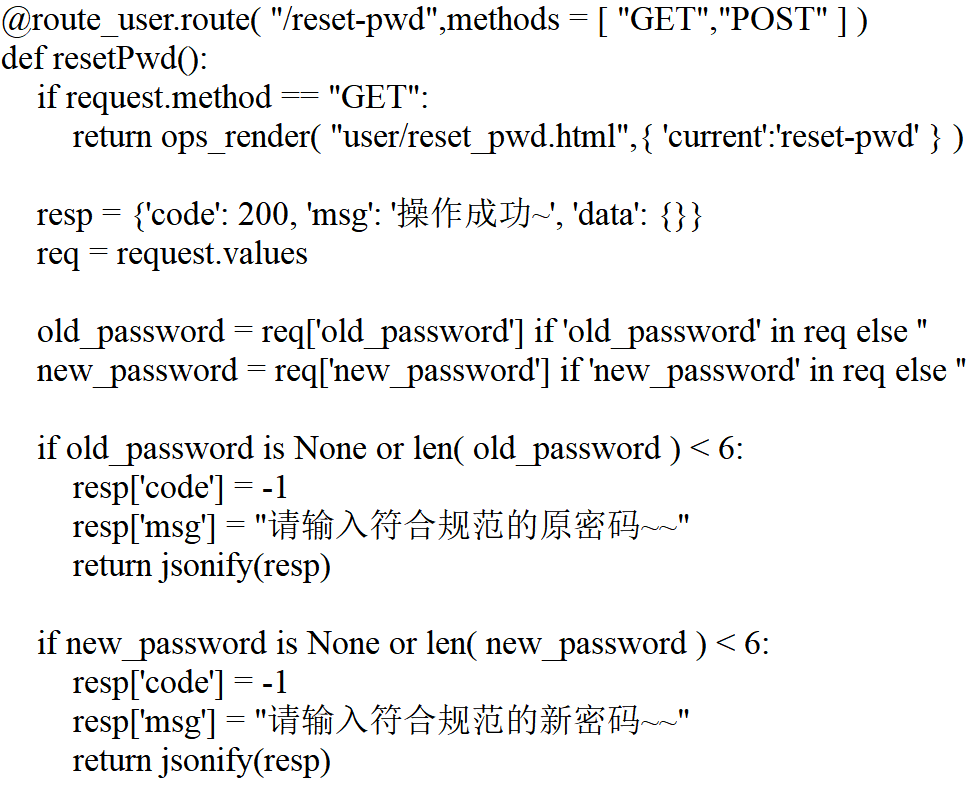 @route_user.route( "/reset-pwd",methods = [ "GET","POST" ] )
def resetPwd():
    if request.method == "GET":
        return ops_render( "user/reset_pwd.html",{ 'current':'reset-pwd' } )

    resp = {'code': 200, 'msg': '操作成功~', 'data': {}}
    req = request.values

    old_password = req['old_password'] if 'old_password' in req else ''
    new_password = req['new_password'] if 'new_password' in req else ''

    if old_password is None or len( old_password ) < 6:
        resp['code'] = -1
        resp['msg'] = "请输入符合规范的原密码~~"
        return jsonify(resp)

    if new_password is None or len( new_password ) < 6:
        resp['code'] = -1
        resp['msg'] = "请输入符合规范的新密码~~"
        return jsonify(resp)